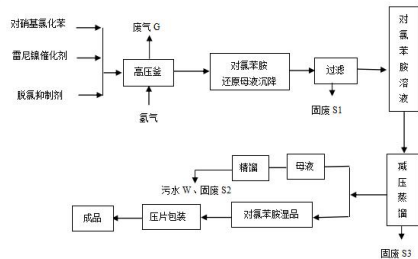 对硝基氯化苯
雷尼镍催化剂
脱氯抑制剂
废气 G
高压釜
氢气
对氯苯胺
还原母液沉降
过滤
固废 S1
对氯苯胺溶液
减压蒸馏
固废 S3
母液
精馏
污水 W、固废 S2
对氯苯胺湿品
压片包装
成品